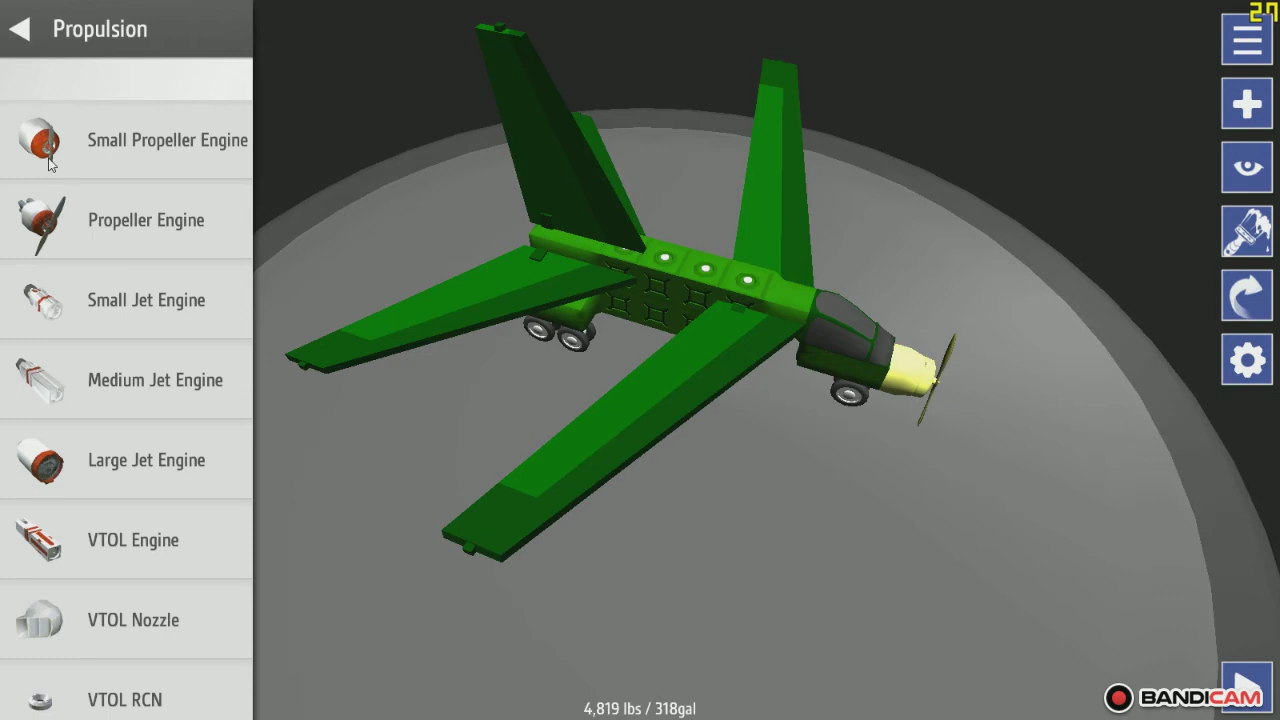 Propulsion
27
Small Propeller Engine
Propeller Engine
Small Jet Engine
Medium Jet Engine
Large Jet Engine
VTOL Engine
VTOL Nozzle
VTOL RCN
4,819 lbs / 318gal
BANDICAM